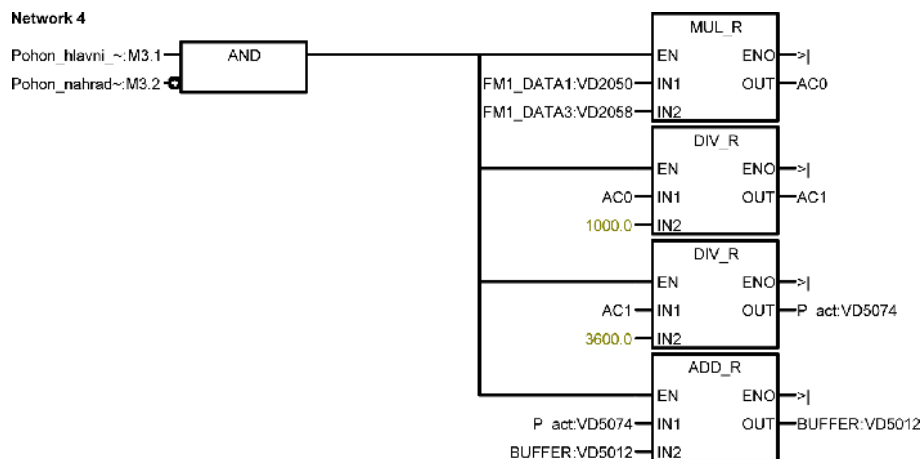 Network 4
MUL_R
Pohon_hlavni_~:M3.1 AND EN ENO
Pohon_nahrad~:M3.2 FM1_DATA1:VD2050 IN1 OUT AC0
FM1_DATA3:VD2058 IN2
DIV_R
EN ENO
AC0 IN1 OUT AC1
1000.0 IN2
DIV_R
EN ENO
AC1 IN1 OUT P_act:VD5074
3600.0 IN2
ADD_R
EN ENO
P_act:VD5074 IN1 OUT BUFFER:VD5012
BUFFER:VD5012 IN2